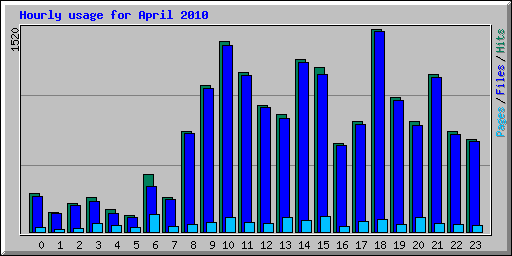 Hourly usage for April 2010
1520
Pages / Files / Hits
0 1 2 3 4 5 6 7 8 9 10 11 12 13 14 15 16 17 18 19 20 21 22 23